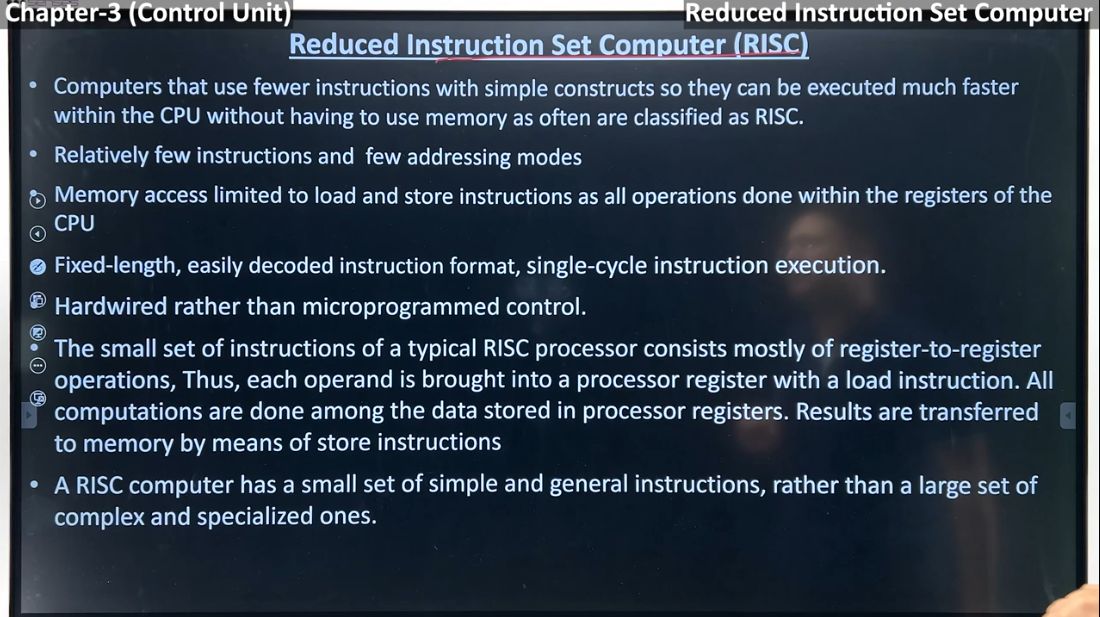 Chapter-3 (Control Unit)
Reduced Instruction Set Computer
Reduced Instruction Set Computer (RISC)
• Computers that use fewer instructions with simple constructs so they can be executed much faster
within the CPU without having to use memory as often are classified as RISC.
• Relatively few instructions and few addressing modes
Memory access limited to load and store instructions as all operations done within the registers of the
CPU
Fixed-length, easily decoded instruction format, single-cycle instruction execution.
Hardwired rather than microprogrammed control.
• The small set of instructions of a typical RISC processor consists mostly of register-to-register
operations, Thus, each operand is brought into a processor register with a load instruction. All
computations are done among the data stored in processor registers. Results are transferred
to memory by means of store instructions
• A RISC computer has a small set of simple and general instructions, rather than a large set of
complex and specialized ones.